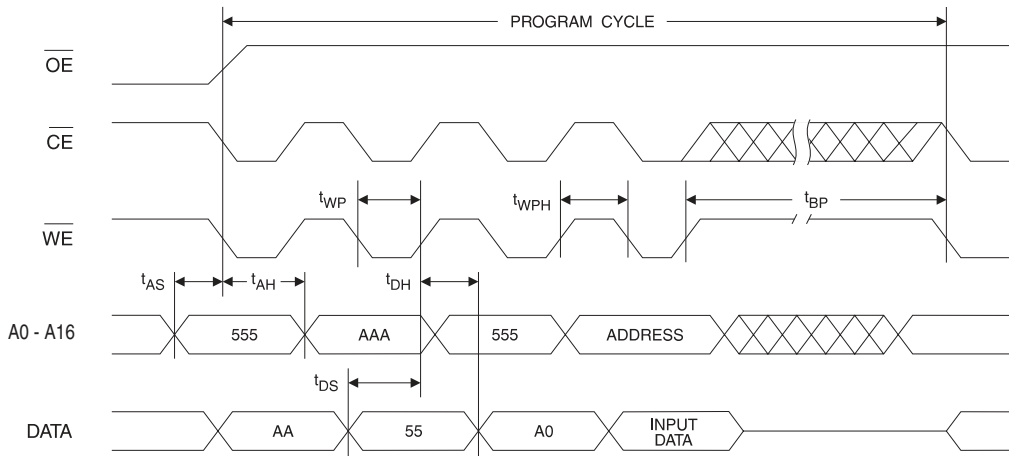 PROGRAM CYCLE
OE
CE
tWP
tWPH
tBP
WE
tAS
tAH
tDH
A0 - A16
555
AAA
555
ADDRESS
tDS
DATA
AA
55
A0
INPUT
DATA